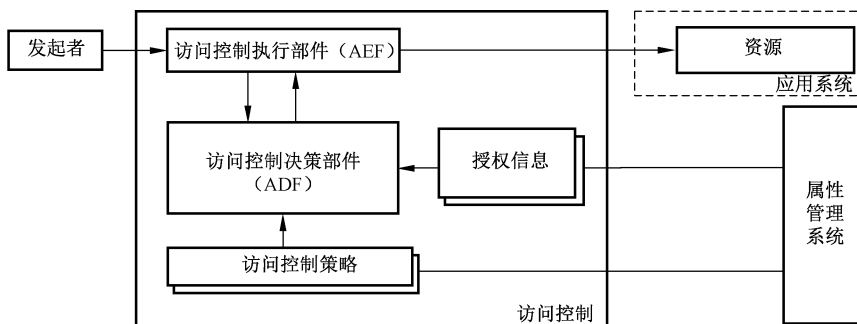 发起者
访问控制执行部件（AEF）
资源
应用系统
访问控制决策部件
（ADF）
授权信息
属性
管理
系统
访问控制策略
访问控制